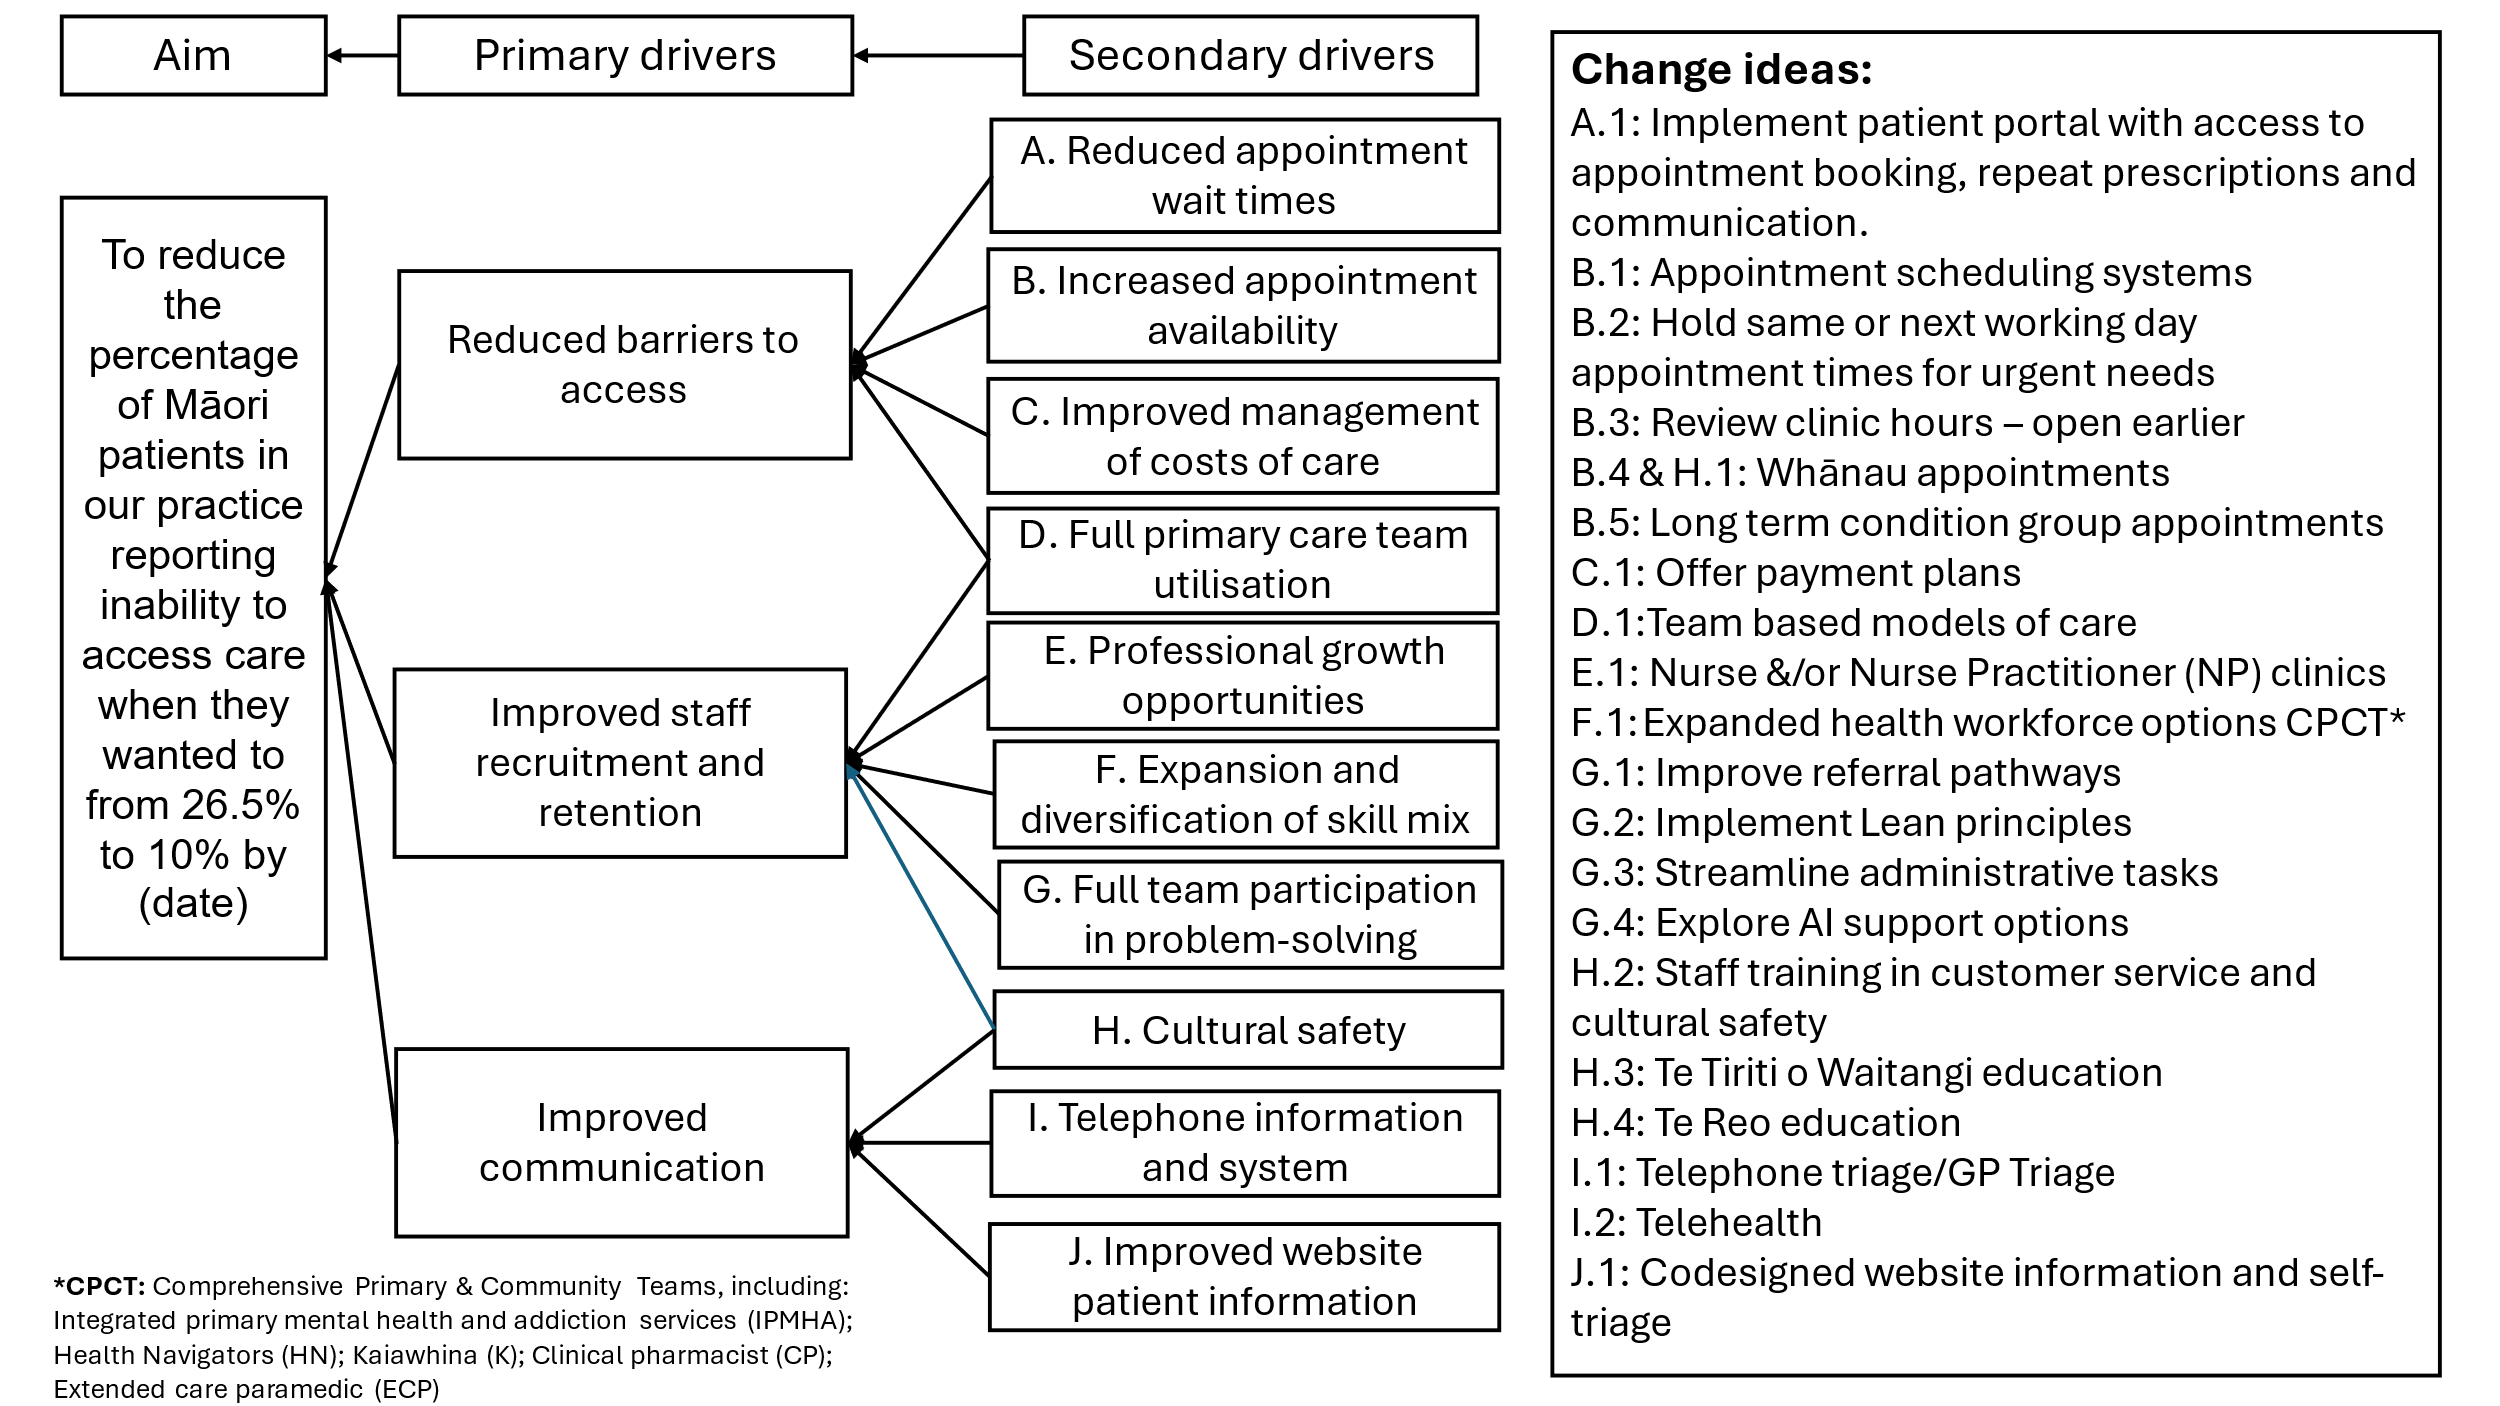 Aim
Primary drivers
Secondary drivers
To reduce
the
percentage
of Māori
patients in
our practice
reporting
inability to
access care
when they
wanted to
from 26.5%
to 10% by
(date)
Reduced barriers to
access
Improved staff
recruitment and
retention
Improved
communication
A. Reduced appointment
wait times
B. Increased appointment
availability
C. Improved management
of costs of care
D. Full primary care team
utilisation
E. Professional growth
opportunities
F. Expansion and
diversification of skill mix
G. Full team participation
in problem-solving
H. Cultural safety
I. Telephone information
and system
J. Improved website
patient information
Change ideas:
A.1: Implement patient portal with access to
appointment booking, repeat prescriptions and
communication.
B.1: Appointment scheduling systems
B.2: Hold same or next working day
appointment times for urgent needs
B.3: Review clinic hours – open earlier
B.4 & H.1: Whānau appointments
B.5: Long term condition group appointments
C.1: Offer payment plans
D.1:Team based models of care
E.1: Nurse &/or Nurse Practitioner (NP) clinics
F.1:Expanded health workforce options CPCT*
G.1: Improve referral pathways
G.2: Implement Lean principles
G.3: Streamline administrative tasks
G.4: Explore AI support options
H.2: Staff training in customer service and
cultural safety
H.3: Te Tiriti o Waitangi education
H.4: Te Reo education
I.1: Telephone triage/GP Triage
I.2: Telehealth
J.1: Codesigned website information and self-
triage
*CPCT: Comprehensive Primary & Community Teams, including:
Integrated primary mental health and addiction services (IPMHA);
Health Navigators (HN); Kaiawhina (K); Clinical pharmacist (CP);
Extended care paramedic (ECP)